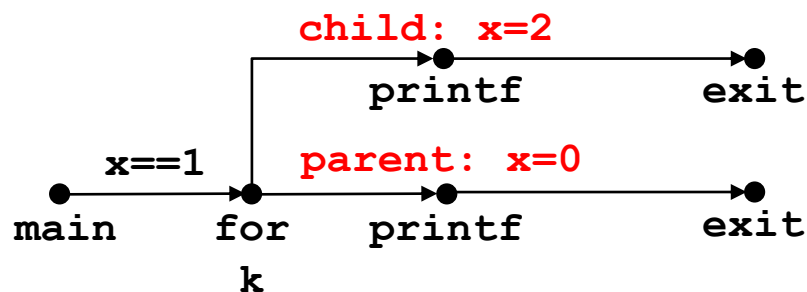 child: x=2
printf exit
x==1 parent: x=0
main for printf exit
k